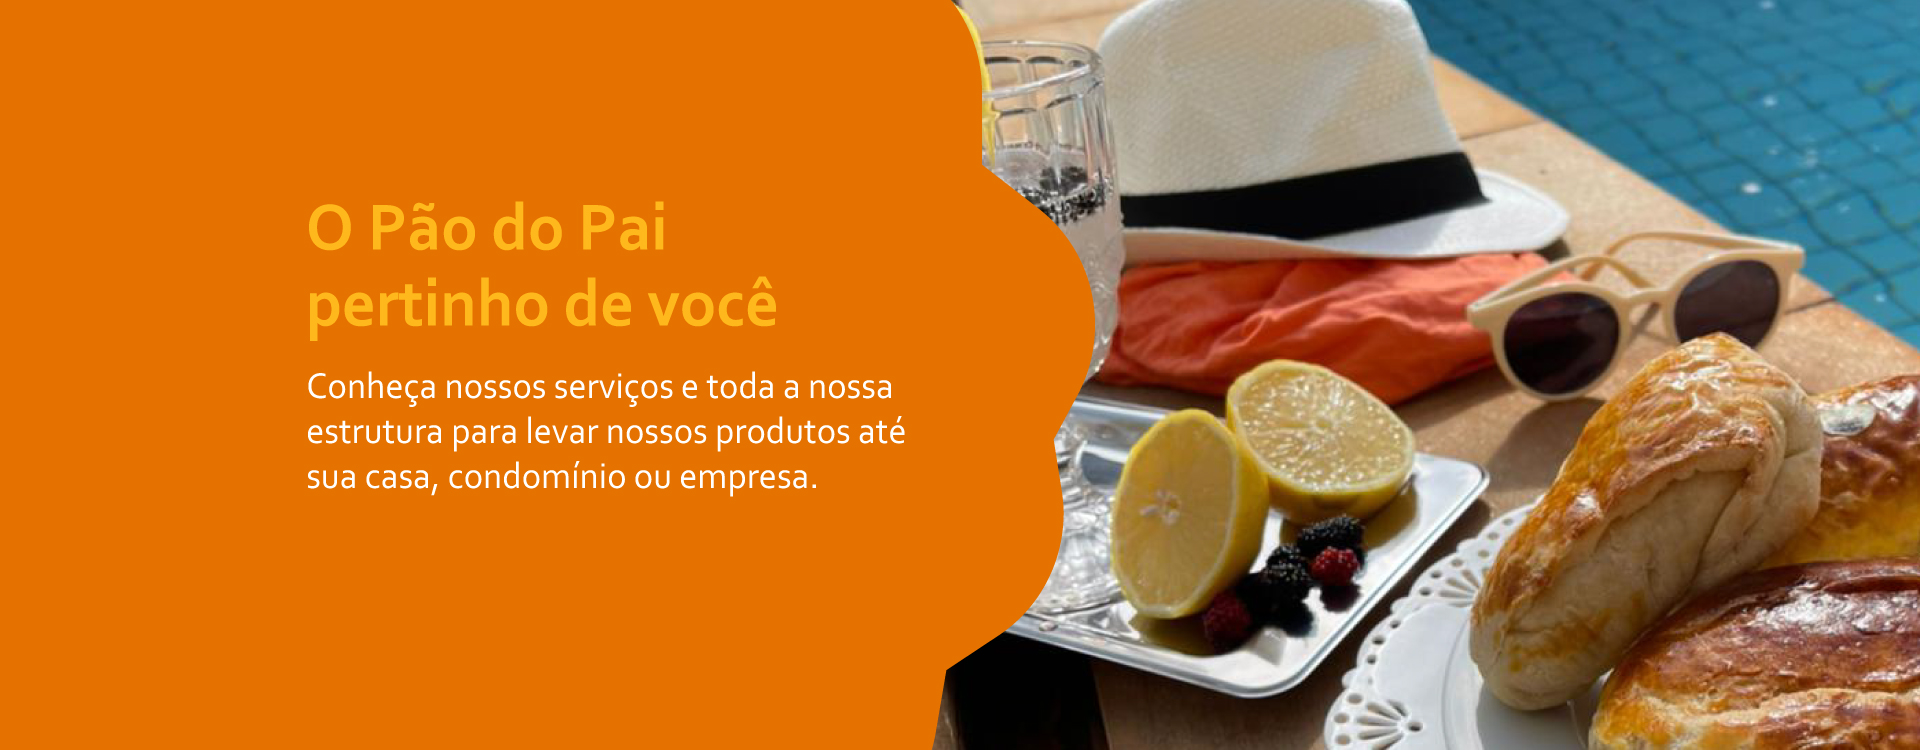 O Pão do Pai
pertinho de você
Conheça nossos serviços e toda a nossa
estrutura para levar nossos produtos até
sua casa, condomínio ou empresa.